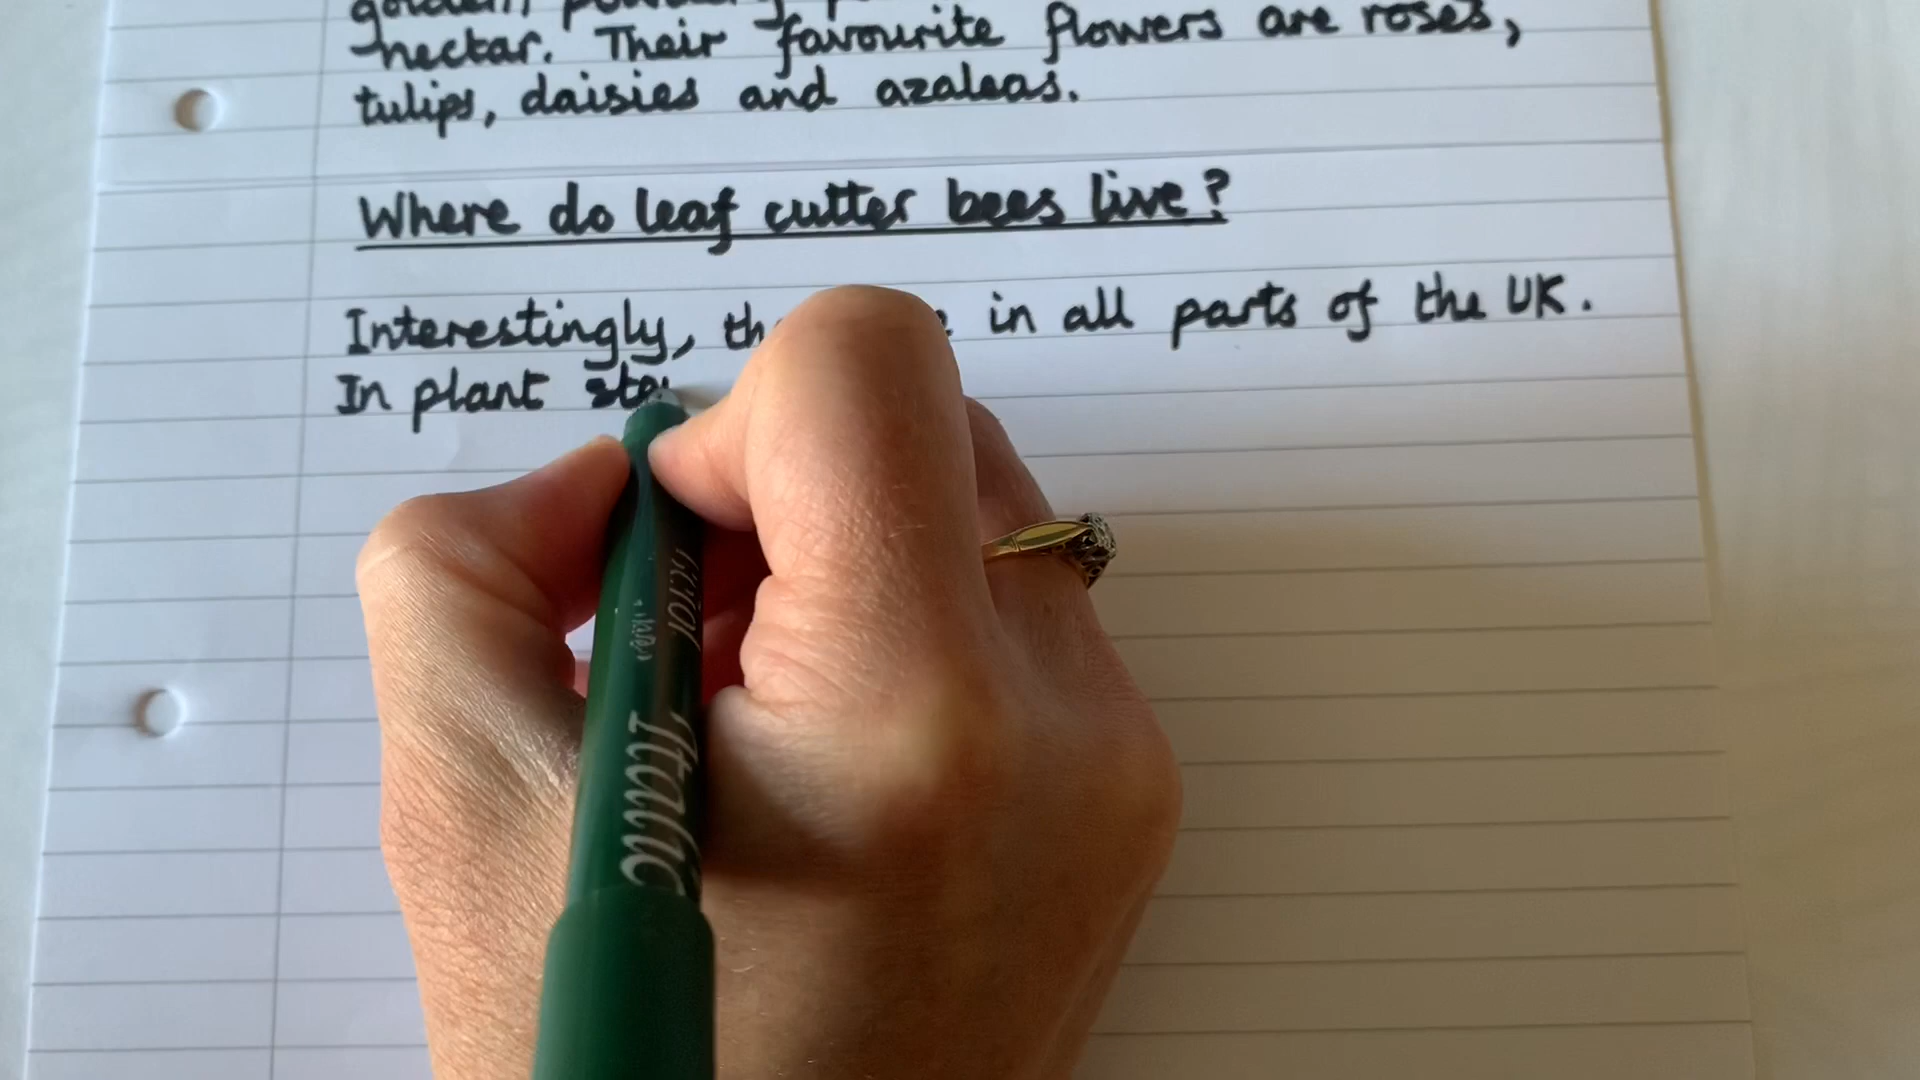 nectar. Their favourite flowers are roses,
tulips, daisies and azaleas.
Where do leaf cutter bees live?
Interestingly, in all parts of the UK.
In plant
Italic